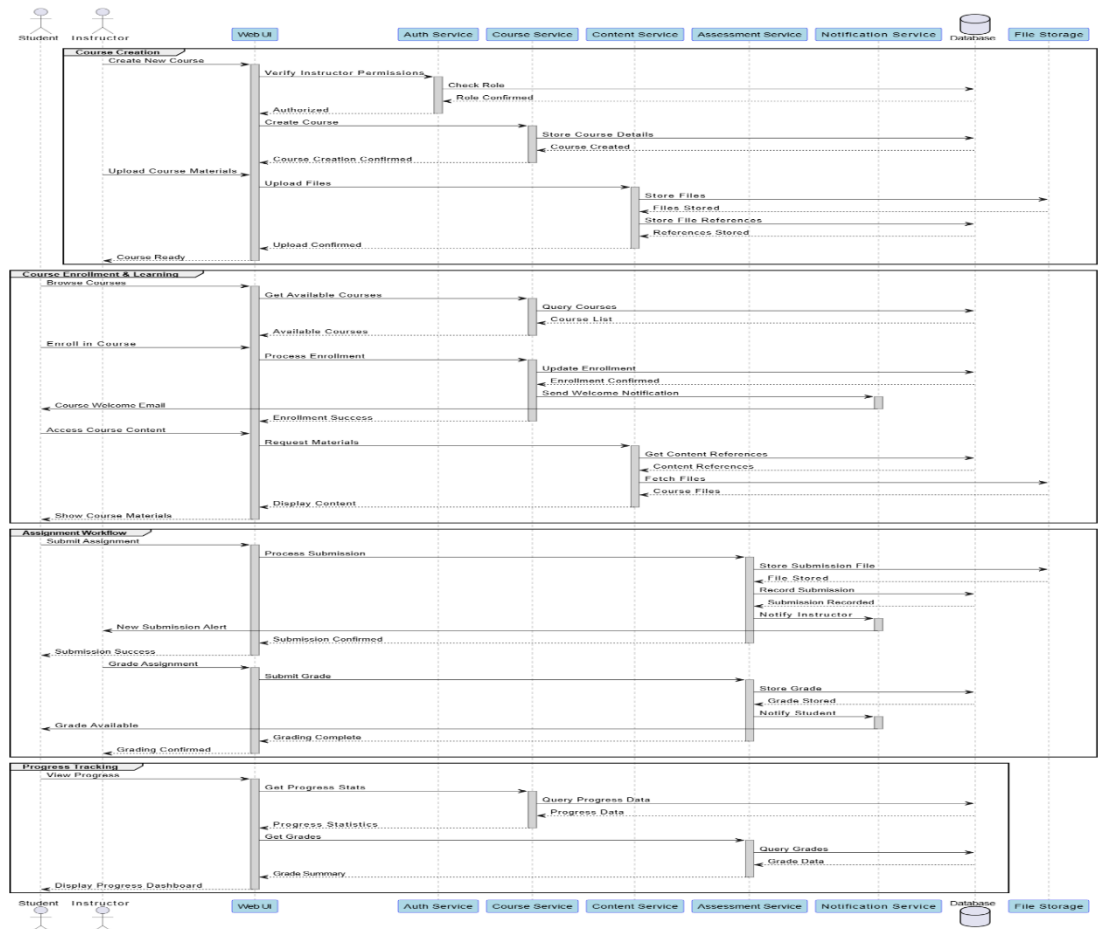 Student
Instructor
Web UI
Auth Service
Course Service
Content Service
Assessment Service
Notification Service
Database
File Storage
Course Creation
Create New Course
Verify Instructor Permissions
Check Role
Role Confirmed
Authorized
Create Course
Store Course Details
Course Created
Course Creation Confirmed
Upload Course Materials
Upload Files
Store Files
Files Stored
Store File References
References Stored
Upload Confirmed
Course Ready
Course Enrollment & Learning
Browse Courses
Get Available Courses
Query Courses
Course List
Available Courses
Enroll in Course
Process Enrollment
Update Enrollment
Enrollment Confirmed
Send Welcome Notification
Course Welcome Email
Enrollment Success
Access Course Content
Request Materials
Get Content References
Content References
Fetch Files
Course Files
Display Content
Show Course Materials
Assignment Workflow
Submit Assignment
Process Submission
Store Submission File
File Stored
Record Submission
Submission Recorded
Notify Instructor
New Submission Alert
Submission Confirmed
Submission Success
Grade Assignment
Submit Grade
Store Grade
Grade Stored
Notify Student
Grade Available
Grading Complete
Grading Confirmed
Progress Tracking
View Progress
Get Progress Stats
Query Progress Data
Progress Data
Progress Statistics
Get Grades
Query Grades
Grade Data
Grade Summary
Display Progress Dashboard
Student
Instructor
Web UI
Auth Service
Course Service
Content Service
Assessment Service
Notification Service
Database
File Storage